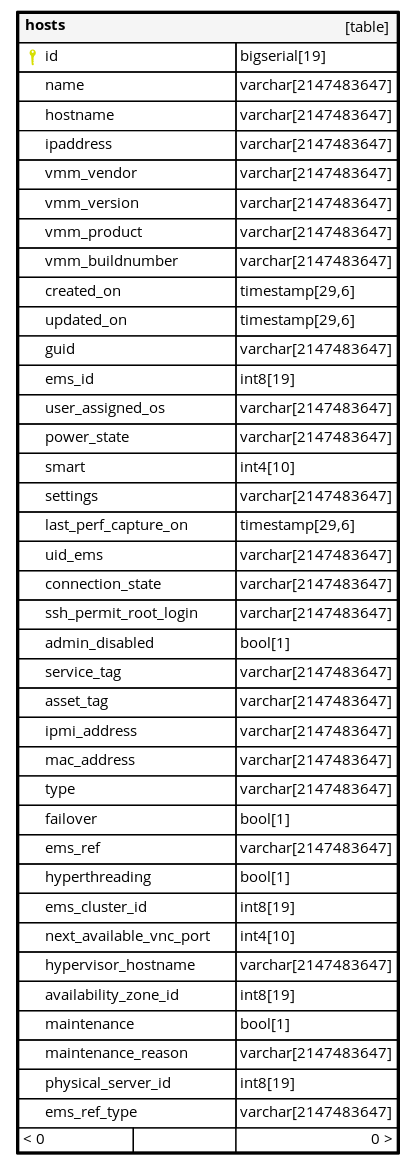 hosts [table]
id bigserial[19]
name varchar[2147483647]
hostname varchar[2147483647]
ipaddress varchar[2147483647]
vmm_vendor varchar[2147483647]
vmm_version varchar[2147483647]
vmm_product varchar[2147483647]
vmm_buildnumber varchar[2147483647]
created_on timestamp[29,6]
updated_on timestamp[29,6]
guid varchar[2147483647]
ems_id int8[19]
user_assigned_os varchar[2147483647]
power_state varchar[2147483647]
smart int4[10]
settings varchar[2147483647]
last_perf_capture_on timestamp[29,6]
uid_ems varchar[2147483647]
connection_state varchar[2147483647]
ssh_permit_root_login varchar[2147483647]
admin_disabled bool[1]
service_tag varchar[2147483647]
asset_tag varchar[2147483647]
ipmi_address varchar[2147483647]
mac_address varchar[2147483647]
type varchar[2147483647]
failover bool[1]
ems_ref varchar[2147483647]
hyperthreading bool[1]
ems_cluster_id int8[19]
next_available_vnc_port int4[10]
hypervisor_hostname varchar[2147483647]
availability_zone_id int8[19]
maintenance bool[1]
maintenance_reason varchar[2147483647]
physical_server_id int8[19]
ems_ref_type varchar[2147483647]
< 0 0 >